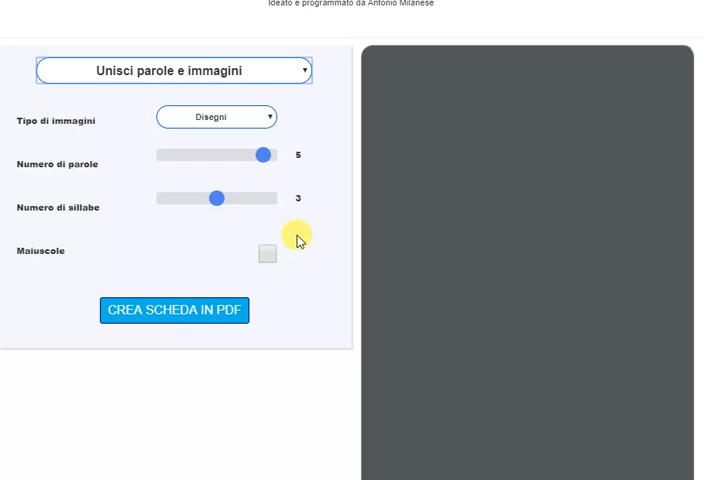 Ideato e programmato da Antonio Milanese
Unisci parole e immagini
Tipo di immagini
Disegni
Numero di parole
5
Numero di sillabe
3
Maiuscole
CREA SCHEDA IN PDF